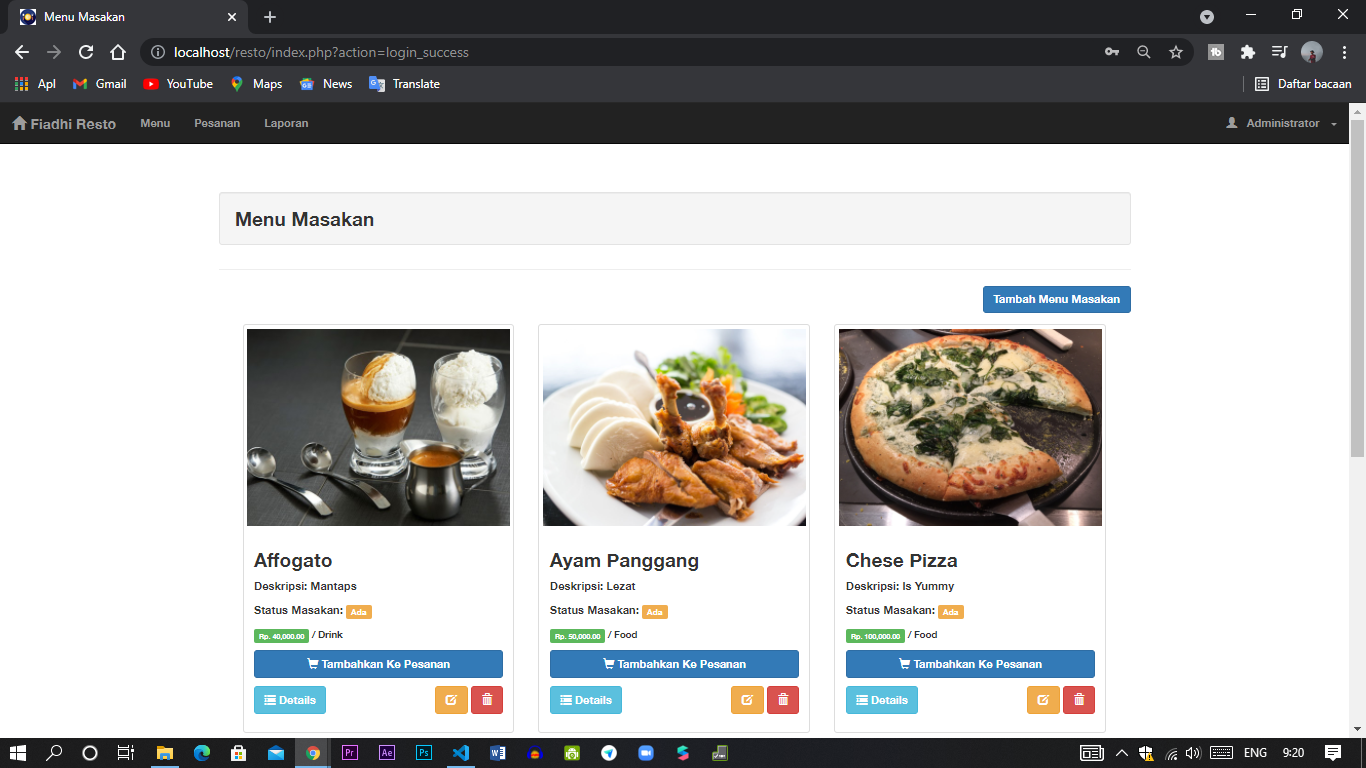 Menu Masakan
localhost/resto/index.php?action=login_success
Apl Gmail YouTube Maps News Translate Daftar bacaan
Fiadhi Resto Menu Pesanan Laporan Administrator
Menu Masakan
Tambah Menu Masakan
Affogato
Deskripsi: Mantaps
Status Masakan: Ada
Rp. 40,000.00 / Drink
Tambahkan Ke Pesanan
Details
Ayam Panggang
Deskripsi: Lezat
Status Masakan: Ada
Rp. 50,000.00 / Food
Tambahkan Ke Pesanan
Details
Chese Pizza
Deskripsi: Is Yummy
Status Masakan: Ada
Rp. 100,000.00 / Food
Tambahkan Ke Pesanan
Details
Pr Ae Ps W ENG 9:20